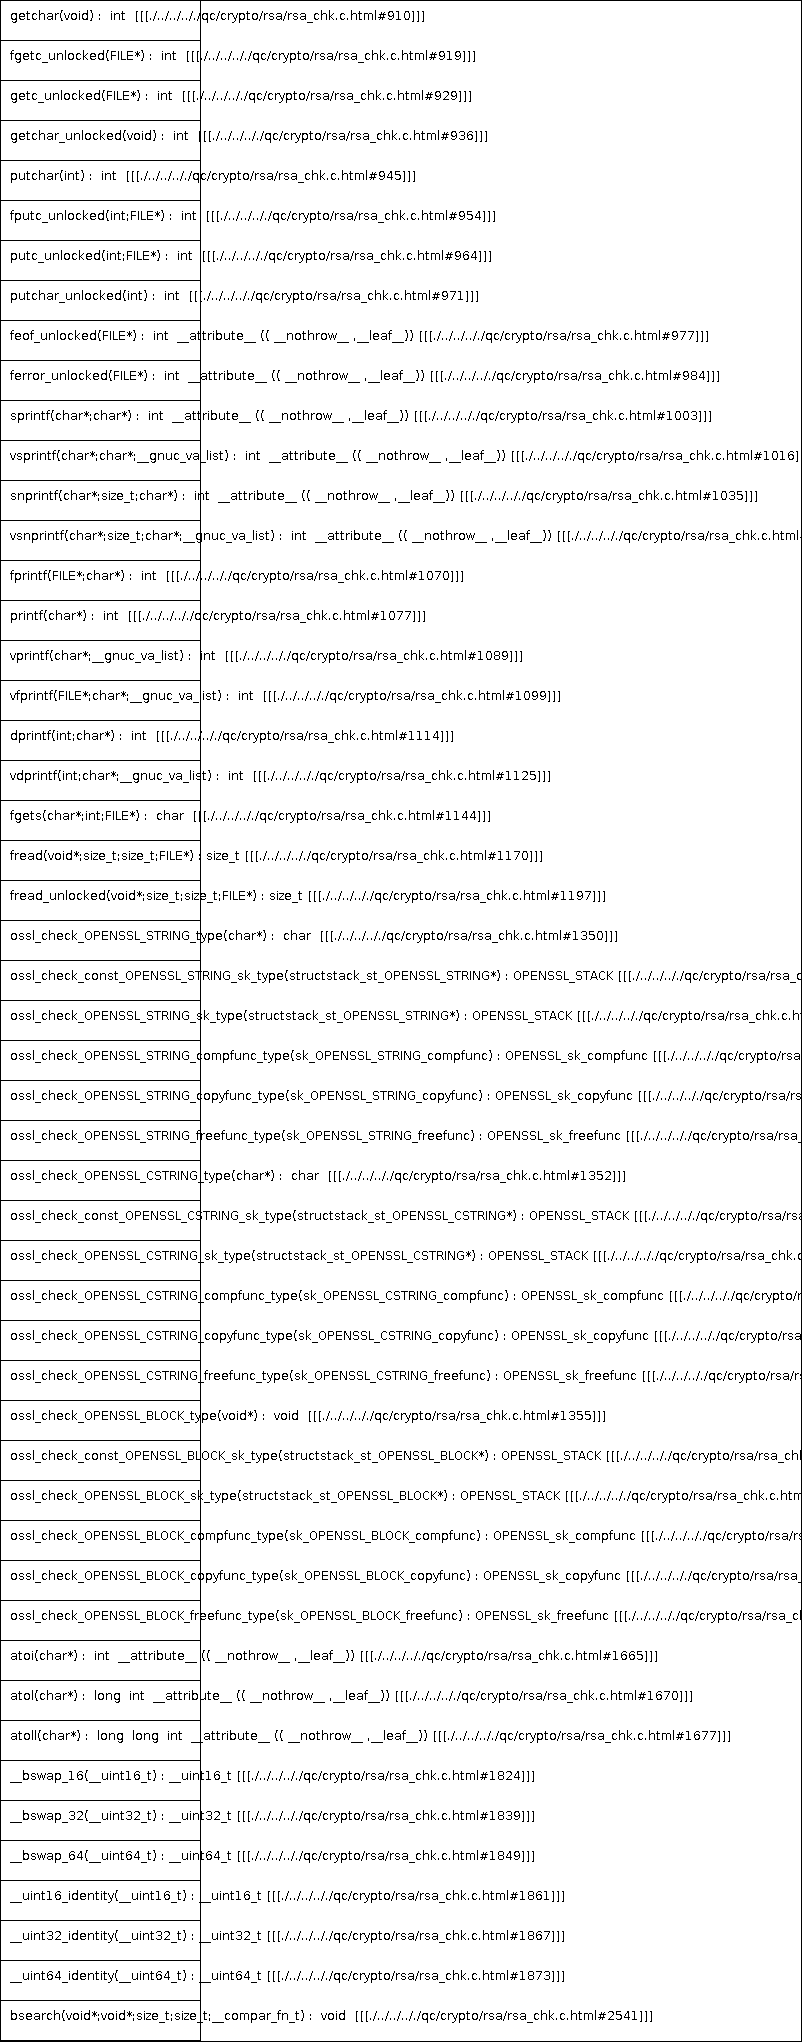 getchar(void) :  int  [[[./../../../../qc/crypto/rsa/rsa_chk.c.html#910]]]
fgetc_unlocked(FILE*) :  int  [[[./../../../../qc/crypto/rsa/rsa_chk.c.html#919]]]
getc_unlocked(FILE*) :  int  [[[./../../../../qc/crypto/rsa/rsa_chk.c.html#929]]]
getchar_unlocked(void) :  int  [[[./../../../../qc/crypto/rsa/rsa_chk.c.html#936]]]
putchar(int) :  int  [[[./../../../../qc/crypto/rsa/rsa_chk.c.html#945]]]
fputc_unlocked(int;FILE*) :  int  [[[./../../../../qc/crypto/rsa/rsa_chk.c.html#954]]]
putc_unlocked(int;FILE*) :  int  [[[./../../../../qc/crypto/rsa/rsa_chk.c.html#964]]]
putchar_unlocked(int) :  int  [[[./../../../../qc/crypto/rsa/rsa_chk.c.html#971]]]
feof_unlocked(FILE*) :  int  __attribute__ (( __nothrow__ ,__leaf__)) [[[./../../../../qc/crypto/rsa/rsa_chk.c.html#977]]]
ferror_unlocked(FILE*) :  int  __attribute__ (( __nothrow__ ,__leaf__)) [[[./../../../../qc/crypto/rsa/rsa_chk.c.html#984]]]
sprintf(char*;char*) :  int  __attribute__ (( __nothrow__ ,__leaf__)) [[[./../../../../qc/crypto/rsa/rsa_chk.c.html#1003]]]
vsprintf(char*;char*;__gnuc_va_list) :  int  __attribute__ (( __nothrow__ ,__leaf__)) [[[./../../../../qc/crypto/rsa/rsa_chk.c.html#1016]
snprintf(char*;size_t;char*) :  int  __attribute__ (( __nothrow__ ,__leaf__)) [[[./../../../../qc/crypto/rsa/rsa_chk.c.html#1035]]]
vsnprintf(char*;size_t;char*;__gnuc_va_list) :  int  __attribute__ (( __nothrow__ ,__leaf__)) [[[./../../../../qc/crypto/rsa/rsa_chk.c.html
fprintf(FILE*;char*) :  int  [[[./../../../../qc/crypto/rsa/rsa_chk.c.html#1070]]]
printf(char*) :  int  [[[./../../../../qc/crypto/rsa/rsa_chk.c.html#1077]]]
vprintf(char*;__gnuc_va_list) :  int  [[[./../../../../qc/crypto/rsa/rsa_chk.c.html#1089]]]
vfprintf(FILE*;char*;__gnuc_va_list) :  int  [[[./../../../../qc/crypto/rsa/rsa_chk.c.html#1099]]]
dprintf(int;char*) :  int  [[[./../../../../qc/crypto/rsa/rsa_chk.c.html#1114]]]
vdprintf(int;char*;__gnuc_va_list) :  int  [[[./../../../../qc/crypto/rsa/rsa_chk.c.html#1125]]]
fgets(char*;int;FILE*) :  char  [[[./../../../../qc/crypto/rsa/rsa_chk.c.html#1144]]]
fread(void*;size_t;size_t;FILE*) : size_t [[[./../../../../qc/crypto/rsa/rsa_chk.c.html#1170]]]
fread_unlocked(void*;size_t;size_t;FILE*) : size_t [[[./../../../../qc/crypto/rsa/rsa_chk.c.html#1197]]]
ossl_check_OPENSSL_STRING_type(char*) :  char  [[[./../../../../qc/crypto/rsa/rsa_chk.c.html#1350]]]
ossl_check_const_OPENSSL_STRING_sk_type(structstack_st_OPENSSL_STRING*) : OPENSSL_STACK [[[./../../../../qc/crypto/rsa/rsa_c
ossl_check_OPENSSL_STRING_sk_type(structstack_st_OPENSSL_STRING*) : OPENSSL_STACK [[[./../../../../qc/crypto/rsa/rsa_chk.c.h
ossl_check_OPENSSL_STRING_compfunc_type(sk_OPENSSL_STRING_compfunc) : OPENSSL_sk_compfunc [[[./../../../../qc/crypto/rsa
ossl_check_OPENSSL_STRING_copyfunc_type(sk_OPENSSL_STRING_copyfunc) : OPENSSL_sk_copyfunc [[[./../../../../qc/crypto/rsa/rs
ossl_check_OPENSSL_STRING_freefunc_type(sk_OPENSSL_STRING_freefunc) : OPENSSL_sk_freefunc [[[./../../../../qc/crypto/rsa/rsa_
ossl_check_OPENSSL_CSTRING_type(char*) :  char  [[[./../../../../qc/crypto/rsa/rsa_chk.c.html#1352]]]
ossl_check_const_OPENSSL_CSTRING_sk_type(structstack_st_OPENSSL_CSTRING*) : OPENSSL_STACK [[[./../../../../qc/crypto/rsa/rsa
ossl_check_OPENSSL_CSTRING_sk_type(structstack_st_OPENSSL_CSTRING*) : OPENSSL_STACK [[[./../../../../qc/crypto/rsa/rsa_chk.c
ossl_check_OPENSSL_CSTRING_compfunc_type(sk_OPENSSL_CSTRING_compfunc) : OPENSSL_sk_compfunc [[[./../../../../qc/crypto/r
ossl_check_OPENSSL_CSTRING_copyfunc_type(sk_OPENSSL_CSTRING_copyfunc) : OPENSSL_sk_copyfunc [[[./../../../../qc/crypto/rsa
ossl_check_OPENSSL_CSTRING_freefunc_type(sk_OPENSSL_CSTRING_freefunc) : OPENSSL_sk_freefunc [[[./../../../../qc/crypto/rsa/r
ossl_check_OPENSSL_BLOCK_type(void*) :  void  [[[./../../../../qc/crypto/rsa/rsa_chk.c.html#1355]]]
ossl_check_const_OPENSSL_BLOCK_sk_type(structstack_st_OPENSSL_BLOCK*) : OPENSSL_STACK [[[./../../../../qc/crypto/rsa/rsa_chk
ossl_check_OPENSSL_BLOCK_sk_type(structstack_st_OPENSSL_BLOCK*) : OPENSSL_STACK [[[./../../../../qc/crypto/rsa/rsa_chk.c.htm
ossl_check_OPENSSL_BLOCK_compfunc_type(sk_OPENSSL_BLOCK_compfunc) : OPENSSL_sk_compfunc [[[./../../../../qc/crypto/rsa/rs
ossl_check_OPENSSL_BLOCK_copyfunc_type(sk_OPENSSL_BLOCK_copyfunc) : OPENSSL_sk_copyfunc [[[./../../../../qc/crypto/rsa/rsa_
ossl_check_OPENSSL_BLOCK_freefunc_type(sk_OPENSSL_BLOCK_freefunc) : OPENSSL_sk_freefunc [[[./../../../../qc/crypto/rsa/rsa_c
atoi(char*) :  int  __attribute__ (( __nothrow__ ,__leaf__)) [[[./../../../../qc/crypto/rsa/rsa_chk.c.html#1665]]]
atol(char*) :  long  int  __attribute__ (( __nothrow__ ,__leaf__)) [[[./../../../../qc/crypto/rsa/rsa_chk.c.html#1670]]]
atoll(char*) :  long  long  int  __attribute__ (( __nothrow__ ,__leaf__)) [[[./../../../../qc/crypto/rsa/rsa_chk.c.html#1677]]]
__bswap_16(__uint16_t) : __uint16_t [[[./../../../../qc/crypto/rsa/rsa_chk.c.html#1824]]]
__bswap_32(__uint32_t) : __uint32_t [[[./../../../../qc/crypto/rsa/rsa_chk.c.html#1839]]]
__bswap_64(__uint64_t) : __uint64_t [[[./../../../../qc/crypto/rsa/rsa_chk.c.html#1849]]]
__uint16_identity(__uint16_t) : __uint16_t [[[./../../../../qc/crypto/rsa/rsa_chk.c.html#1861]]]
__uint32_identity(__uint32_t) : __uint32_t [[[./../../../../qc/crypto/rsa/rsa_chk.c.html#1867]]]
__uint64_identity(__uint64_t) : __uint64_t [[[./../../../../qc/crypto/rsa/rsa_chk.c.html#1873]]]
bsearch(void*;void*;size_t;size_t;__compar_fn_t) :  void  [[[./../../../../qc/crypto/rsa/rsa_chk.c.html#2541]]]